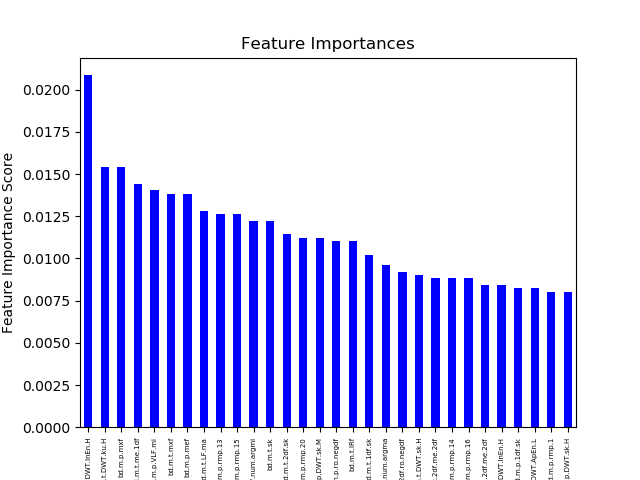 Feature Importances
Feature Importance Score
0.0200
0.0175
0.0150
0.0125
0.0100
0.0075
0.0050
0.0025
0.0000
DWT.InEn.H
.t.DWT.ku.H
bd.m.p.mxf
.m.t.me.1df
.m.p.VLF.mi
bd.m.t.mxf
bd.m.p.mef
d.m.t.LF.ma
m.p.rmp.13
m.p.rmp.15
.num.argmi
bd.m.t.sk
d.m.t.2df.sk
m.p.rmp.20
p.DWT.sk.M
n.p.ro.negdf
bd.m.t.IRf
d.m.t.1df.sk
.num.argma
2df.ro.negdf
.t.DWT.sk.H
.2df.me.2df
m.p.rmp.14
m.p.rmp.16
.2df.me.2df
DWT.InEn.H
.m.p.1df.sk
DWT.ApEn.L
d.m.p.rmp.1
.p.DWT.sk.H